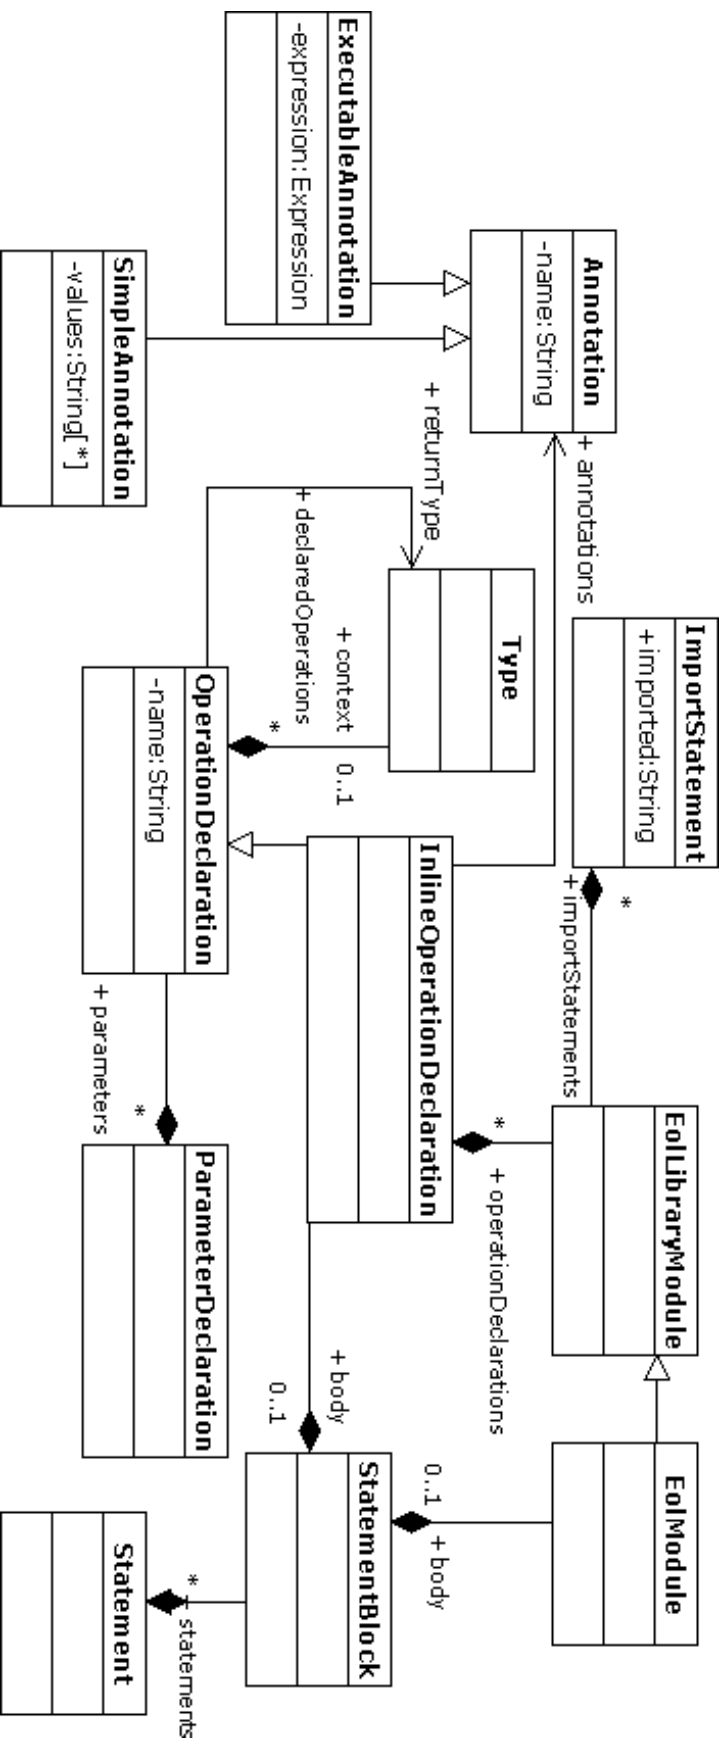 EolModule
EolLibraryModule
ImportStatement
+imported:String
*
+ importStatements
+ operationDeclarations
*
0..1
+ body
Annotation
-name:String
+ annotations
Type
+ returnType
+ context
0..1
+ declaredOperations
*
InlineOperationDeclaration
+ body
0..1
StatementBlock
ExecutableAnnotation
-expression:Expression
SimpleAnnotation
-values:String[*]
OperationDeclaration
-name:String
+ parameters
*
ParameterDeclaration
*
+ statements
Statement